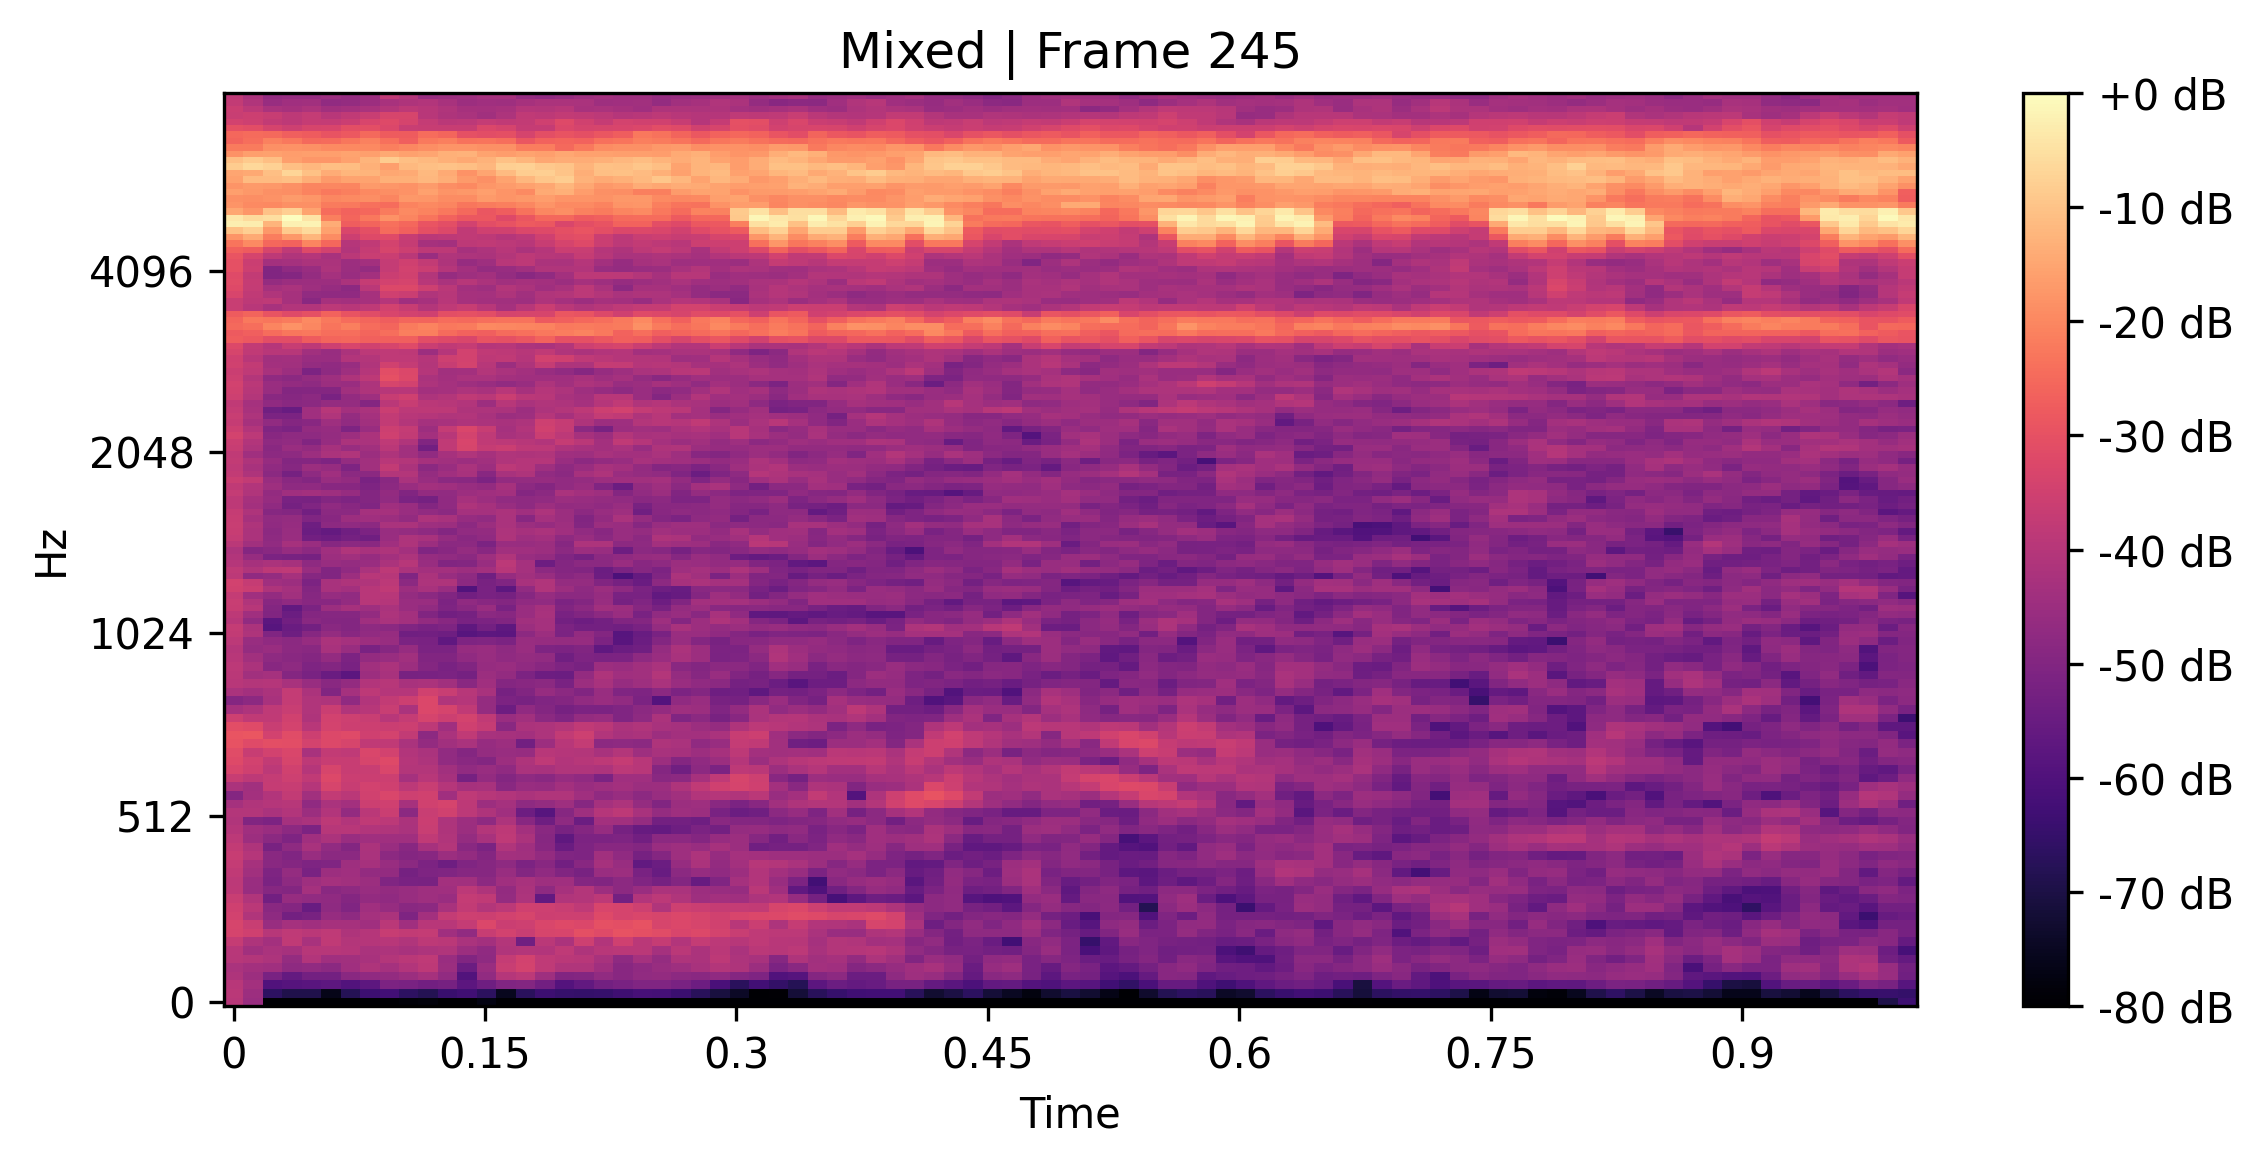 Mixed | Frame 245
Hz
4096
2048
1024
512
0
0 0.15 0.3 0.45 0.6 0.75 0.9
Time
+0 dB
-10 dB
-20 dB
-30 dB
-40 dB
-50 dB
-60 dB
-70 dB
-80 dB